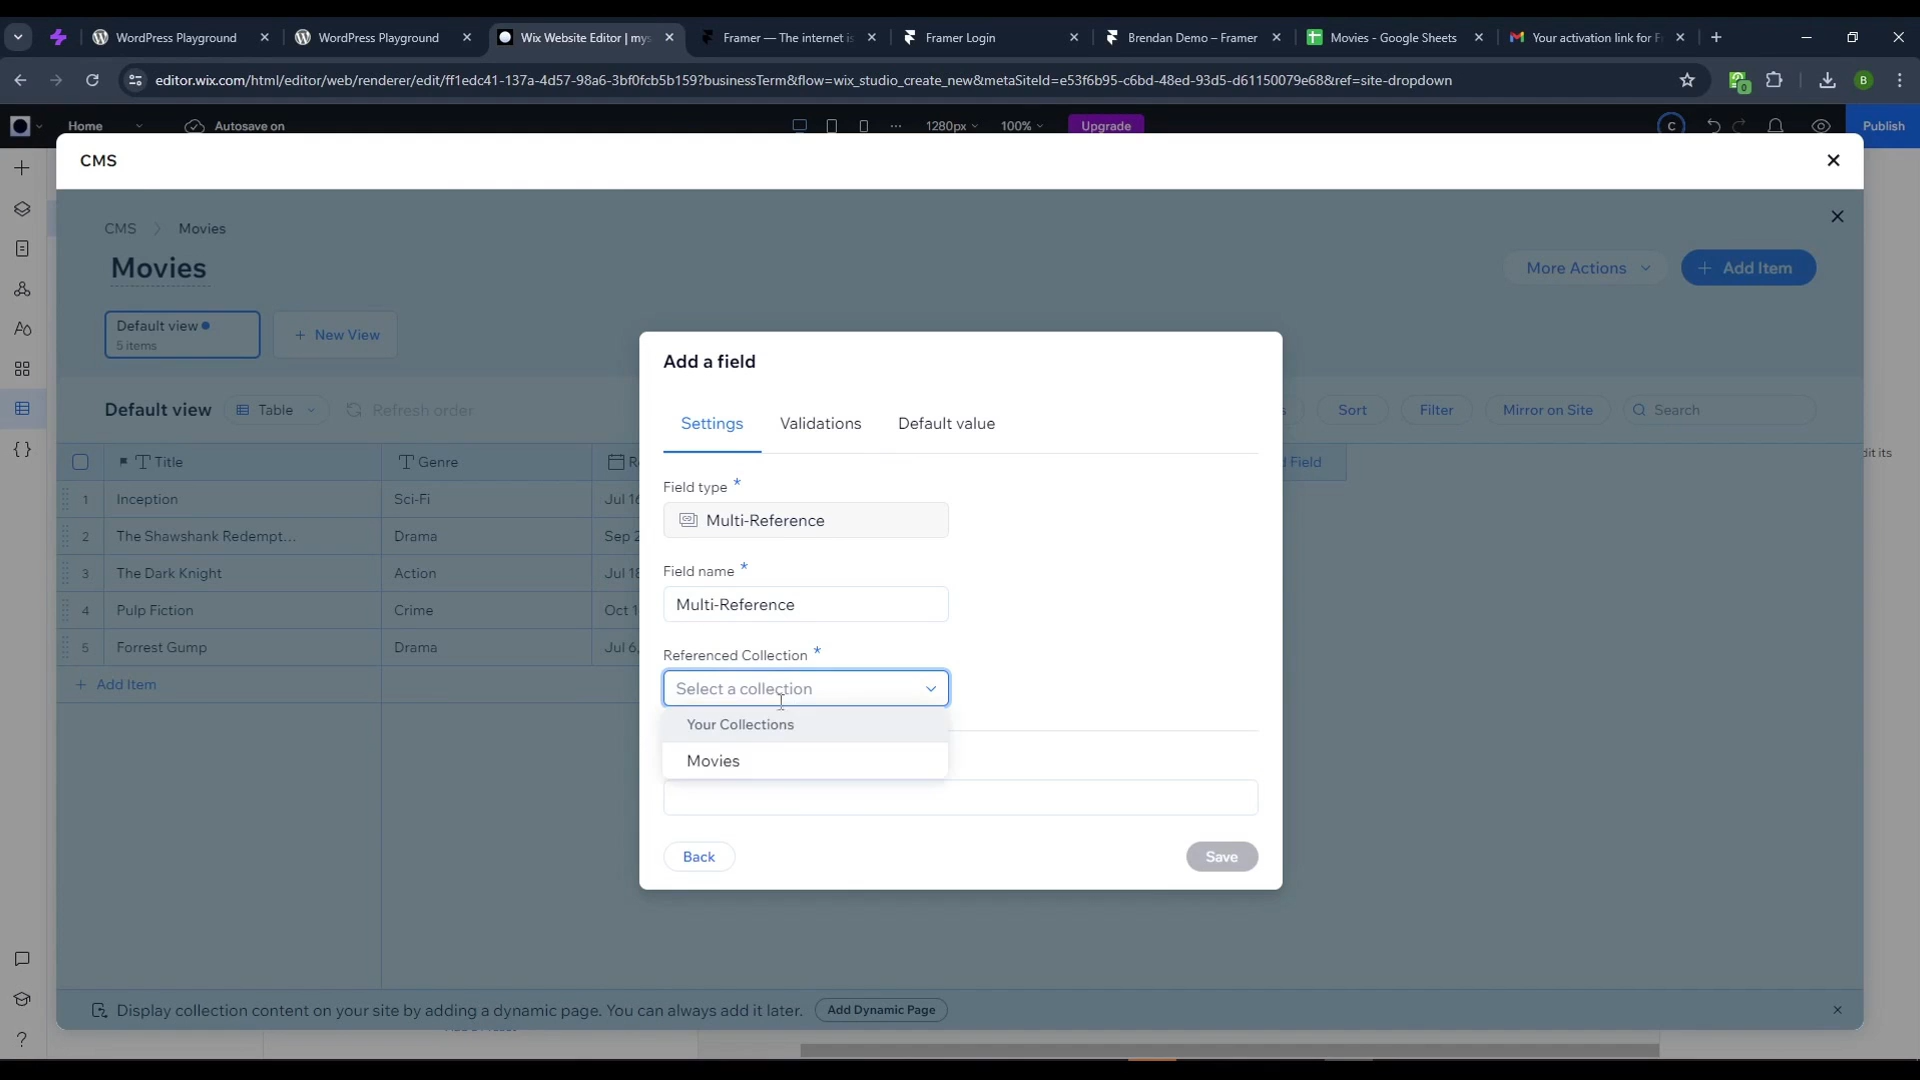 WordPress Playground
WordPress Playground
Wix Website Editor | mys
Framer — The internet is
Framer Login
Brendan Demo – Framer
Movies - Google Sheets
Your activation link for F
editor.wix.com/html/editor/web/renderer/edit/ff1edc41-137a-4d57-98a6-3bf0fcb5b159?businessTerm&flow=wix_studio_create_new&metaSiteId=e53f6b95-c6bd-48ed-93d5-d61150079e68&ref=site-dropdown
0
B
Home
Autosave on
1280px
100%
Upgrade
C
Publish
CMS
CMS
Movies
Movies
More Actions
Add Item
Default view
5 items
New View
Default view
Table
Refresh order
s
Sort
Filter
Mirror on Site
Search
Title
Genre
R
d Field
dit its
1
Inception
Sci-Fi
Jul 16
2
The Shawshank Redempt...
Drama
Sep 2
3
The Dark Knight
Action
Jul 18
4
Pulp Fiction
Crime
Oct 1
5
Forrest Gump
Drama
Jul 6,
Add Item
Add a field
Settings
Validations
Default value
Field type *
Multi-Reference
Field name *
Multi-Reference
Referenced Collection *
Select a collection
Your Collections
Movies
Back
Save
Display collection content on your site by adding a dynamic page. You can always add it later.
Add Dynamic Page